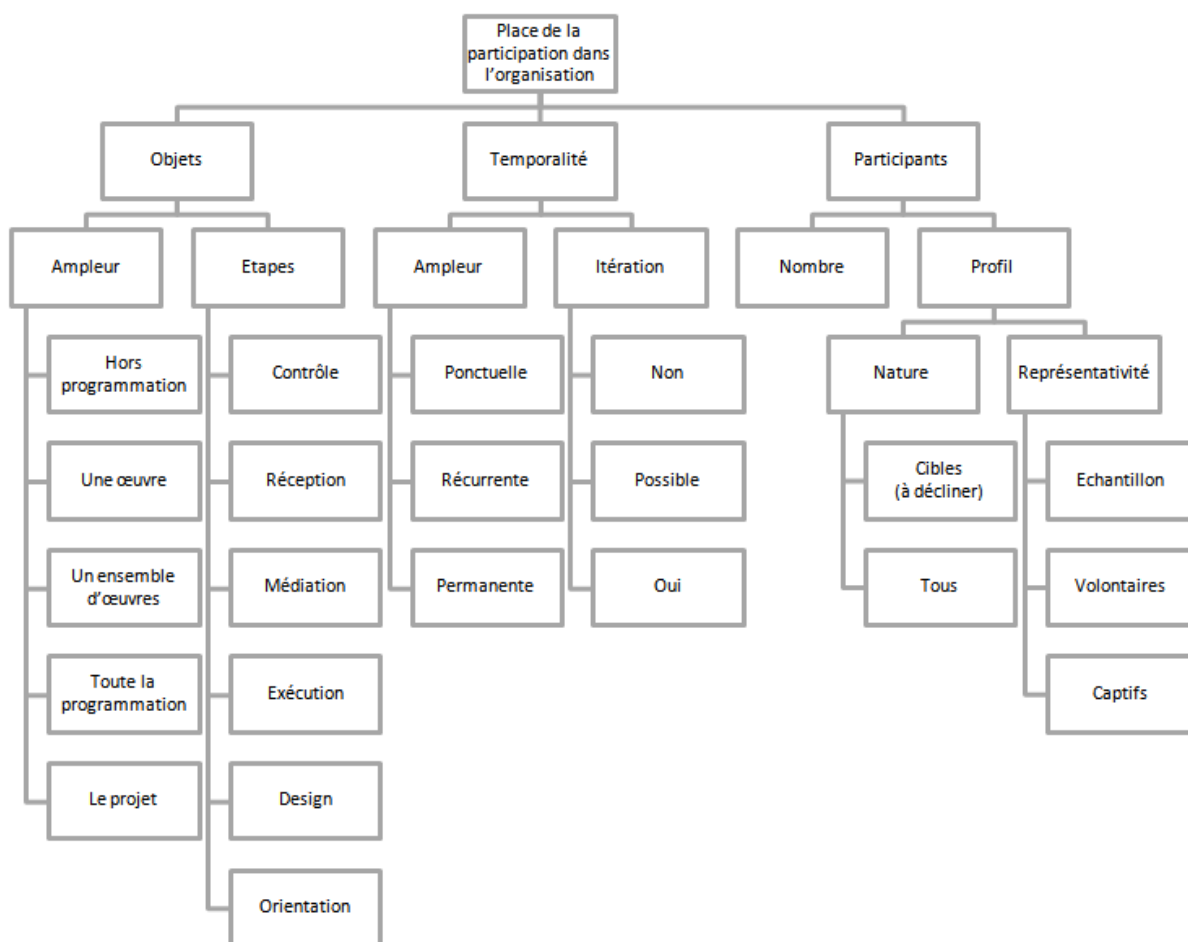 Place de la
participation dans
l'organisation
Objets
Temporalité
Participants
Ampleur
Etapes
Ampleur
Itération
Nombre
Profil
Hors
programmation
Contrôle
Ponctuelle
Non
Nature
Représentativité
Une œuvre
Réception
Récurrente
Possible
Cibles
(à décliner)
Echantillon
Un ensemble
d'œuvres
Médiation
Permanente
Oui
Tous
Volontaires
Toute la
programmation
Exécution
Captifs
Le projet
Design
Orientation